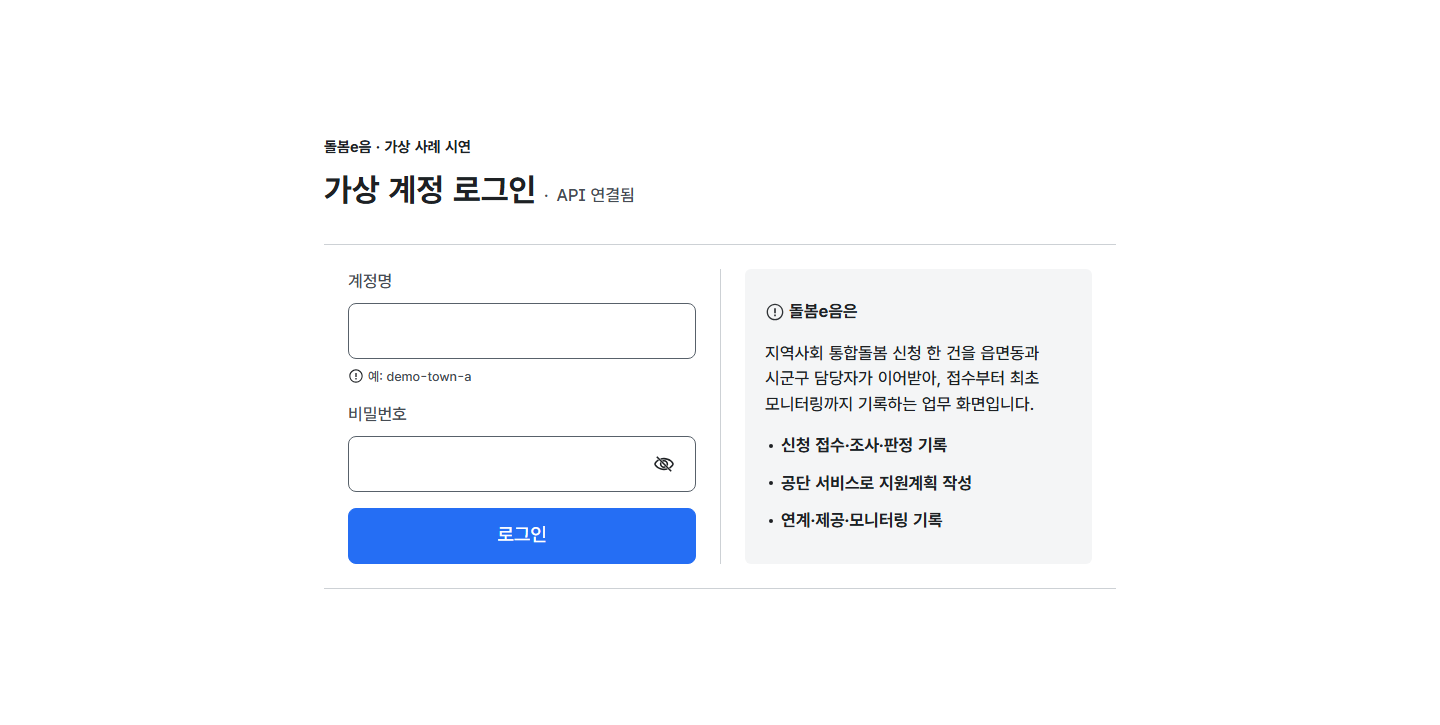 돌봄e음 · 가상 사례 시연
가상 계정 로그인 · API 연결됨
계정명
예: demo-town-a
비밀번호
로그인
돌봄e음은
지역사회 통합돌봄 신청 한 건을 읍면동과
시군구 담당자가 이어받아, 접수부터 최초
모니터링까지 기록하는 업무 화면입니다.
• 신청 접수·조사·판정 기록
• 공단 서비스로 지원계획 작성
• 연계·제공·모니터링 기록